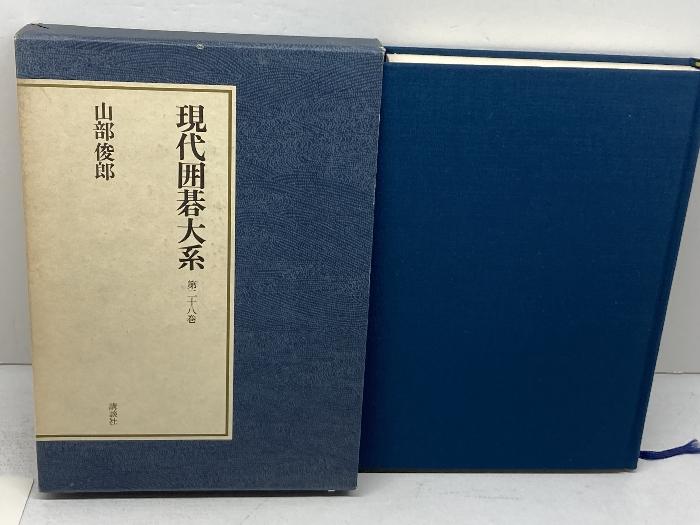 現代囲碁大系
第二十八巻
山部俊郎
講談社